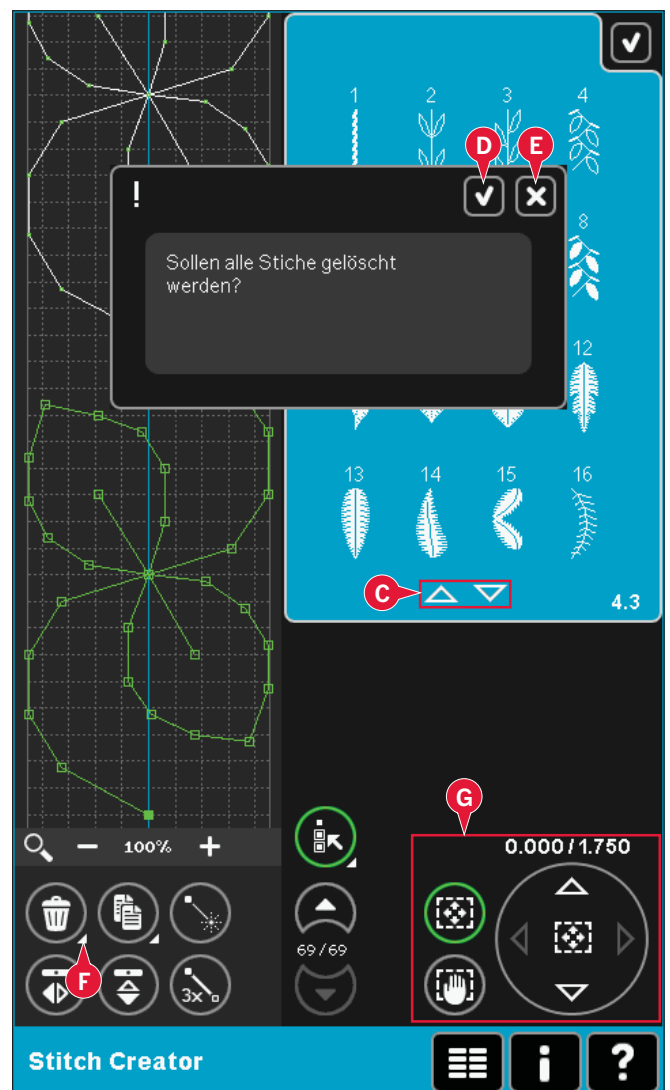 1 2 3 4
D E
!
8
Sollen alle Stiche gelöscht
werden?
12
13 14 15 16
C
4.3
G
100%
0.000/1.750
69/69
F
3x
Stitch Creator
i ?